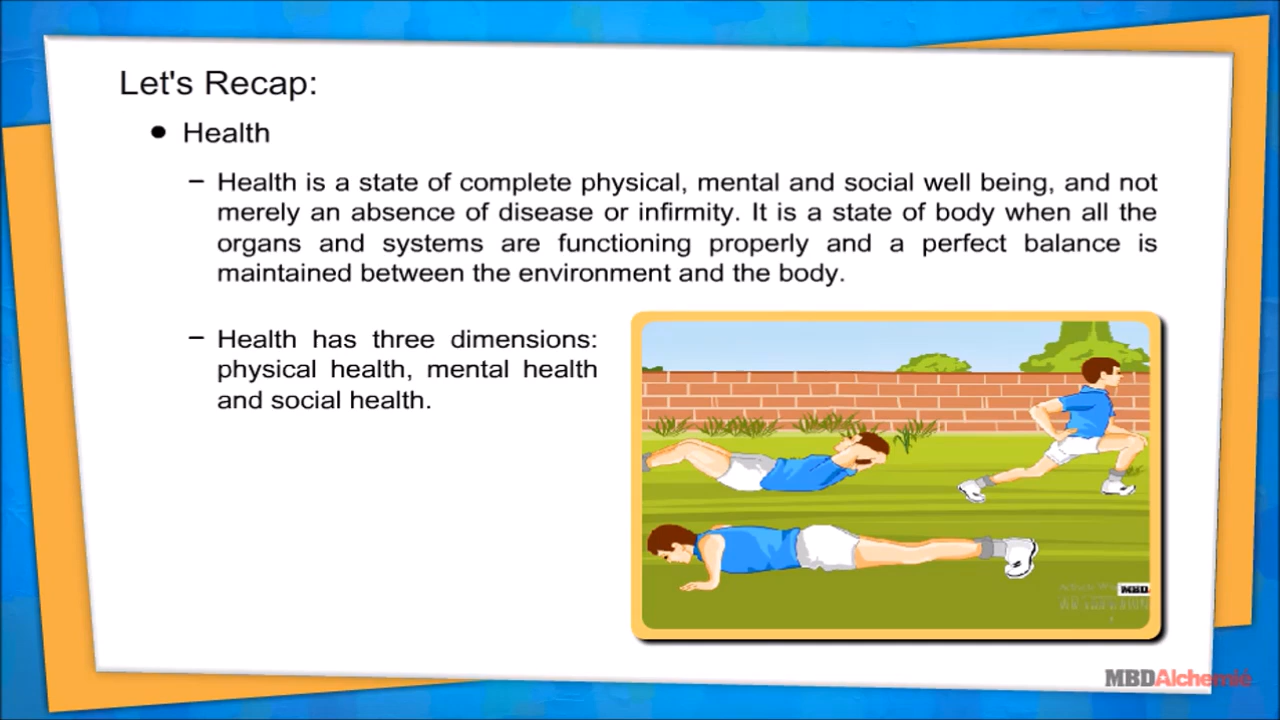 Let's Recap:
● Health
– Health is a state of complete physical, mental and social well being, and not
merely an absence of disease or infirmity. It is a state of body when all the
organs and systems are functioning properly and a perfect balance is
maintained between the environment and the body.
– Health has three dimensions:
physical health, mental health
and social health.
MBD
MBDAlchemie